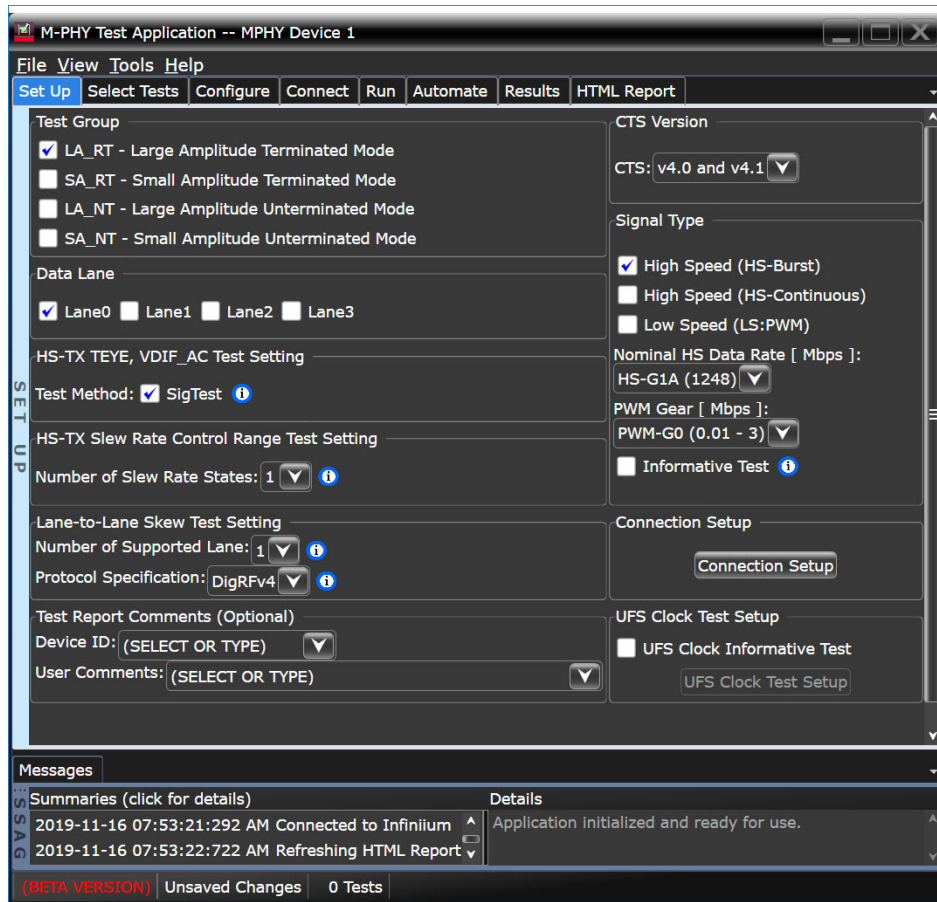 M-PHY Test Application -- MPHY Device 1
File View Tools Help
Set Up Select Tests Configure Connect Run Automate Results HTML Report
SET UP
Test Group
LA_RT - Large Amplitude Terminated Mode
SA_RT - Small Amplitude Terminated Mode
LA_NT - Large Amplitude Unterminated Mode
SA_NT - Small Amplitude Unterminated Mode
Data Lane
Lane0 Lane1 Lane2 Lane3
HS-TX TEYE, VDIF_AC Test Setting
Test Method: SigTest
HS-TX Slew Rate Control Range Test Setting
Number of Slew Rate States: 1
Lane-to-Lane Skew Test Setting
Number of Supported Lane: 1
Protocol Specification: DigRFv4
Test Report Comments (Optional)
Device ID: (SELECT OR TYPE)
User Comments: (SELECT OR TYPE)
CTS Version
CTS: v4.0 and v4.1
Signal Type
High Speed (HS-Burst)
High Speed (HS-Continuous)
Low Speed (LS:PWM)
Nominal HS Data Rate [ Mbps ]:
HS-G1A (1248)
PWM Gear [ Mbps ]:
PWM-G0 (0.01 - 3)
Informative Test
Connection Setup
Connection Setup
UFS Clock Test Setup
UFS Clock Informative Test
UFS Clock Test Setup
Messages
SSAG
Summaries (click for details)
2019-11-16 07:53:21:292 AM Connected to Infiniium
2019-11-16 07:53:22:722 AM Refreshing HTML Report
Details
Application initialized and ready for use.
(BETA VERSION) Unsaved Changes 0 Tests